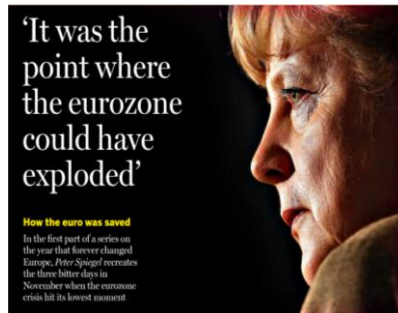 ‘It was the
point where
the eurozone
could have
exploded’
How the euro was saved
In the first part of a series on
the year that forever changed
Europe, Peter Spiegel recreates
the three bitter days in
November when the eurozone
crisis hit its lowest moment